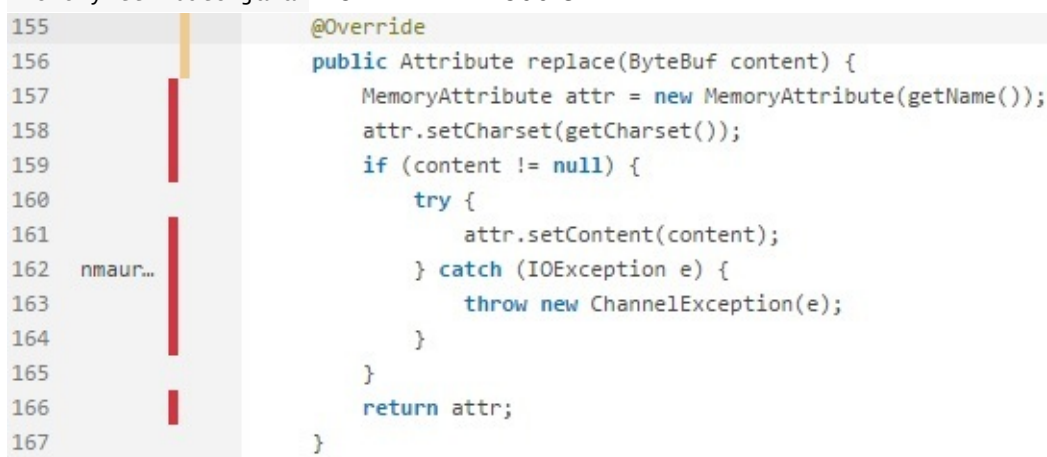 155 @Override
156 public Attribute replace(ByteBuf content) {
157 MemoryAttribute attr = new MemoryAttribute(getName());
158 attr.setCharset(getCharset());
159 if (content != null) {
160 try {
161 attr.setContent(content);
162 nmaur… } catch (IOException e) {
163 throw new ChannelException(e);
164 }
165 }
166 return attr;
167 }